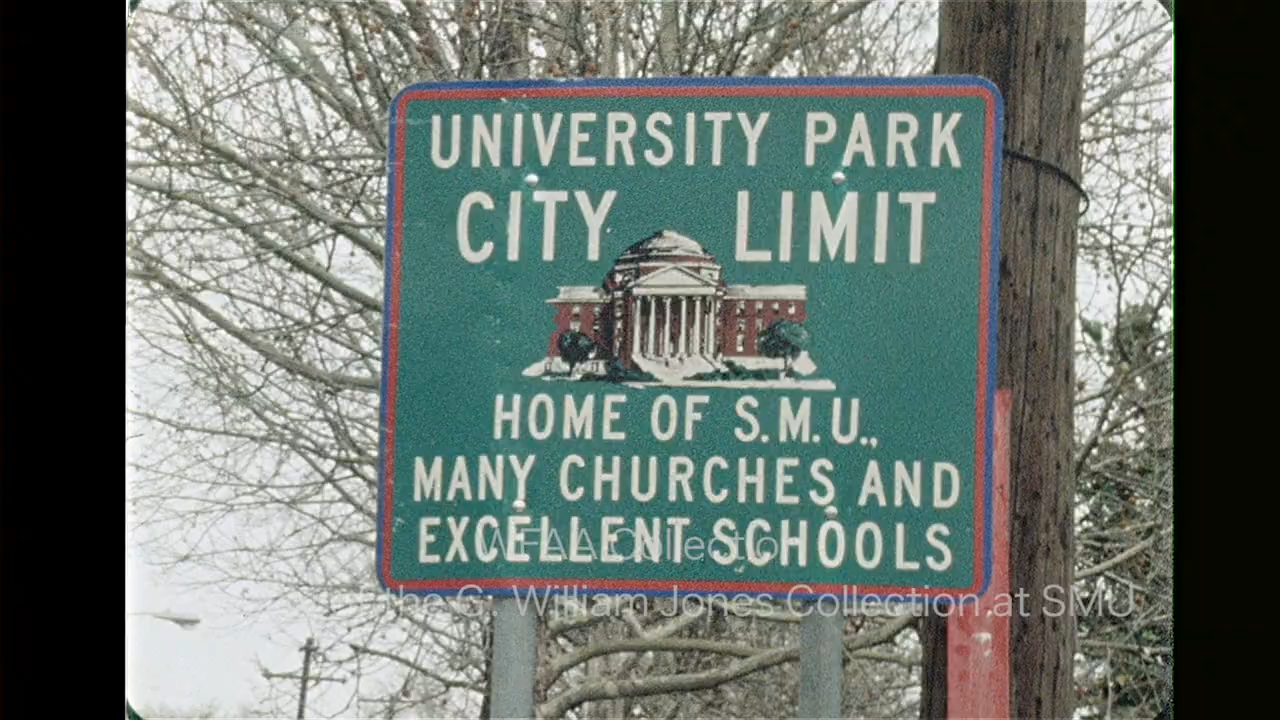 UNIVERSITY PARK
CITY LIMIT
HOME OF S.M.U.,
MANY CHURCHES AND
EXCELLENT SCHOOLS
WFAA Collection
the G. William Jones Collection at SMU